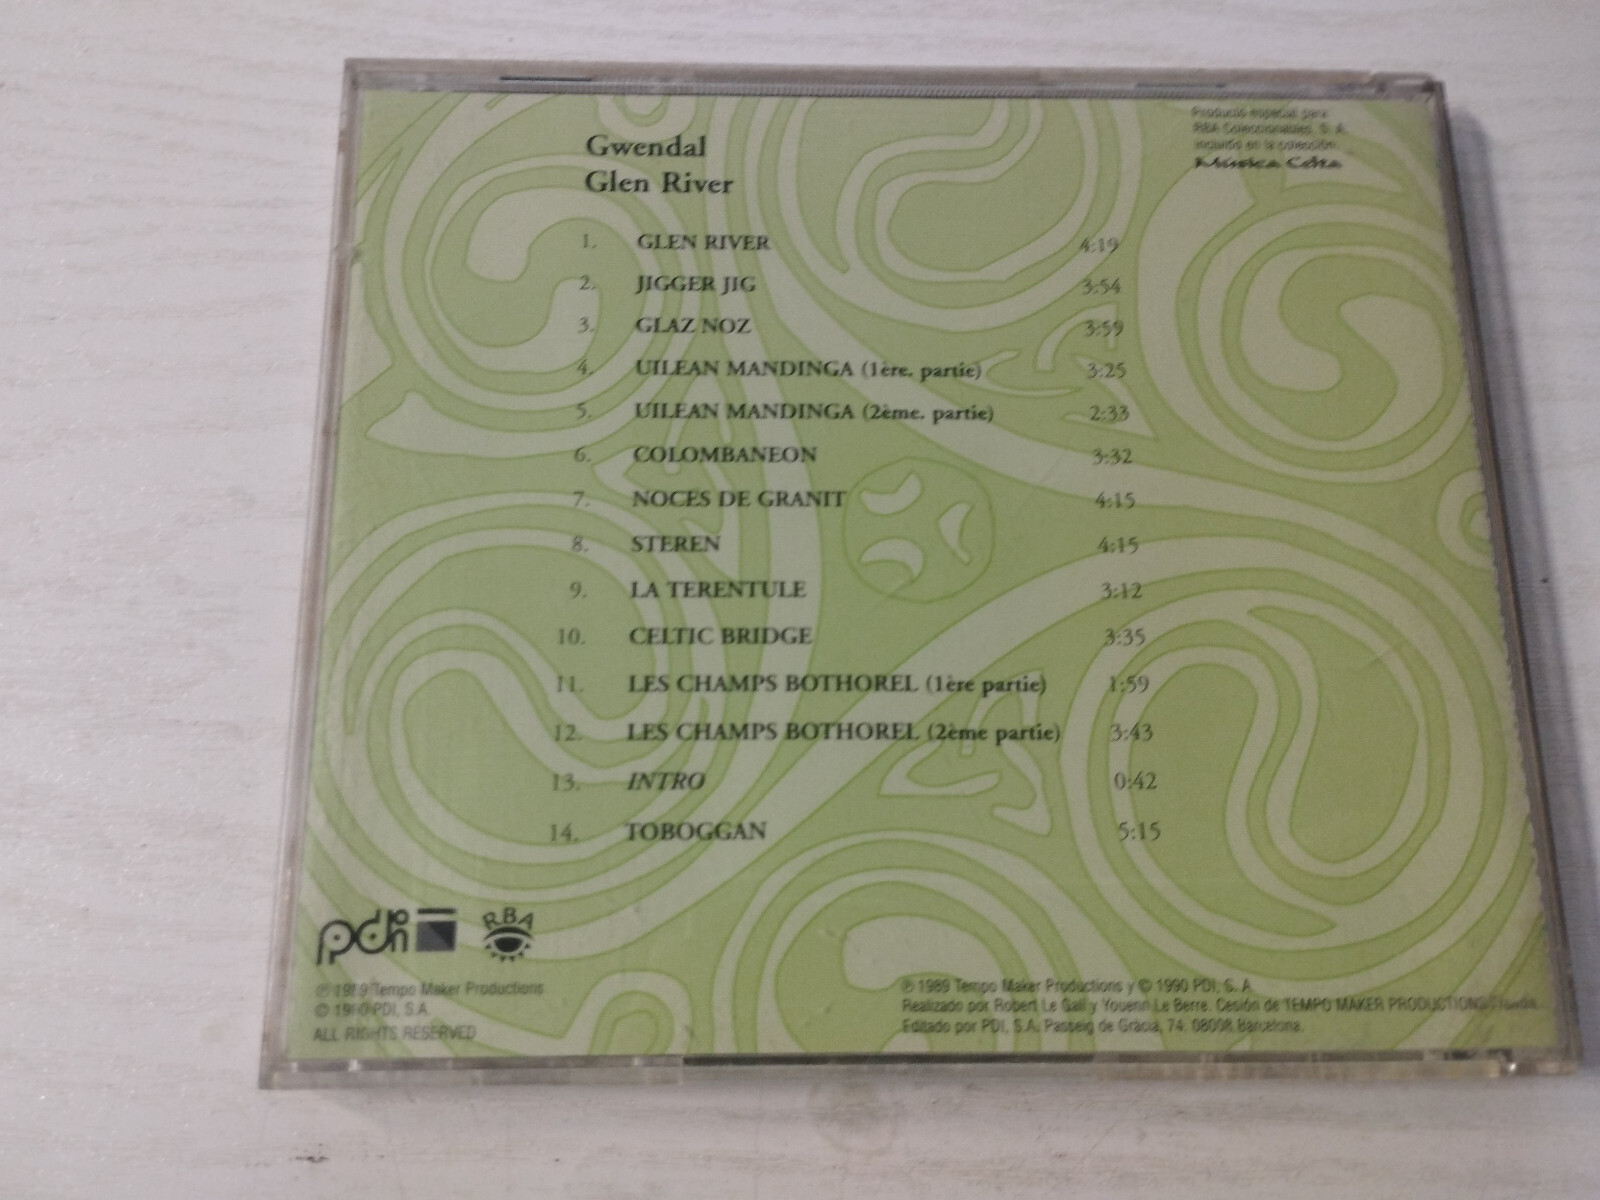 Gwendal
Glen River
Producto especial para
RBA Coleccionables, S. A.
incluido en la colección
Música Celta
1. GLEN RIVER 4:19
2. JIGGER JIG 3:54
3. GLAZ NOZ 3:59
4. UILEAN MANDINGA (1ère. partie) 3:25
5. UILEAN MANDINGA (2ème. partie) 2:33
6. COLOMBANEON 3:32
7. NOCES DE GRANIT 4:15
8. STEREN 4:15
9. LA TERENTULE 3:12
10. CELTIC BRIDGE 3:35
11. LES CHAMPS BOTHOREL (1ère partie) 1:59
12. LES CHAMPS BOTHOREL (2ème partie) 3:43
13. INTRO 0:42
14. TOBOGGAN 5:15
pdi
RBA
℗ 1989 Tempo Maker Productions
© 1990 PDI, S.A.
ALL RIGHTS RESERVED
℗ 1989 Tempo Maker Productions y © 1990 PDI, S. A.
Realizado por Robert Le Gall y Youenn Le Berre. Cesión de TEMPO MAKER PRODUCTIONS
Editado por PDI, S.A. Passeig de Gràcia, 74. 08008 Barcelona.